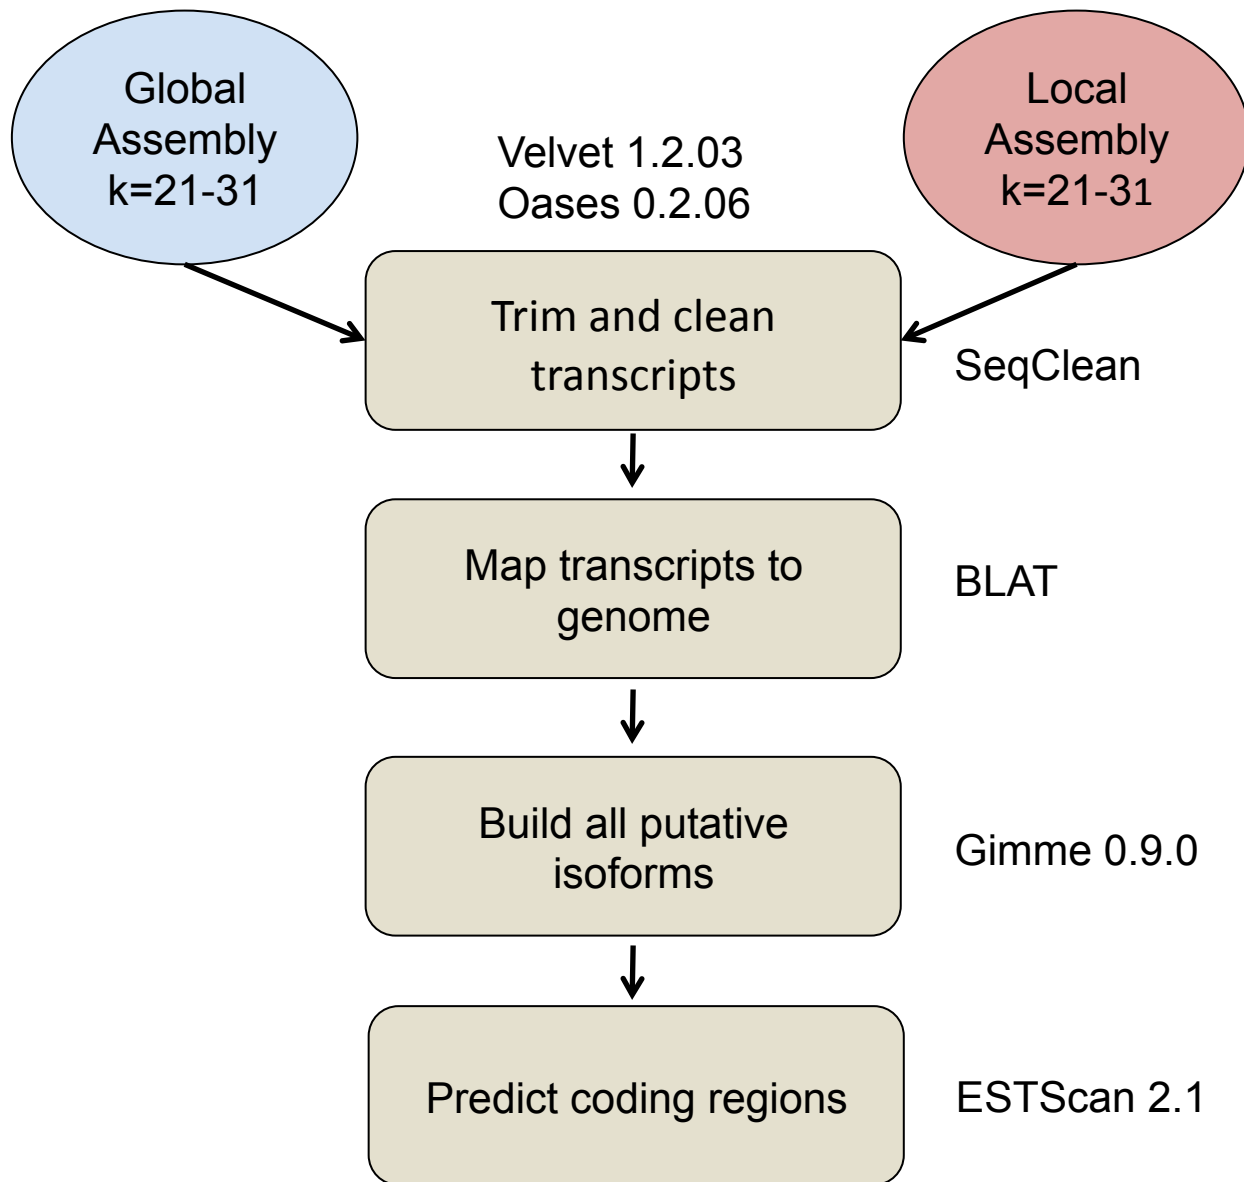 Global
Assembly
k=21-31
Velvet 1.2.03
Oases 0.2.06
Local
Assembly
k=21-31
Trim and clean
transcripts
SeqClean
Map transcripts to
genome
BLAT
Build all putative
isoforms
Gimme 0.9.0
Predict coding regions
ESTScan 2.1